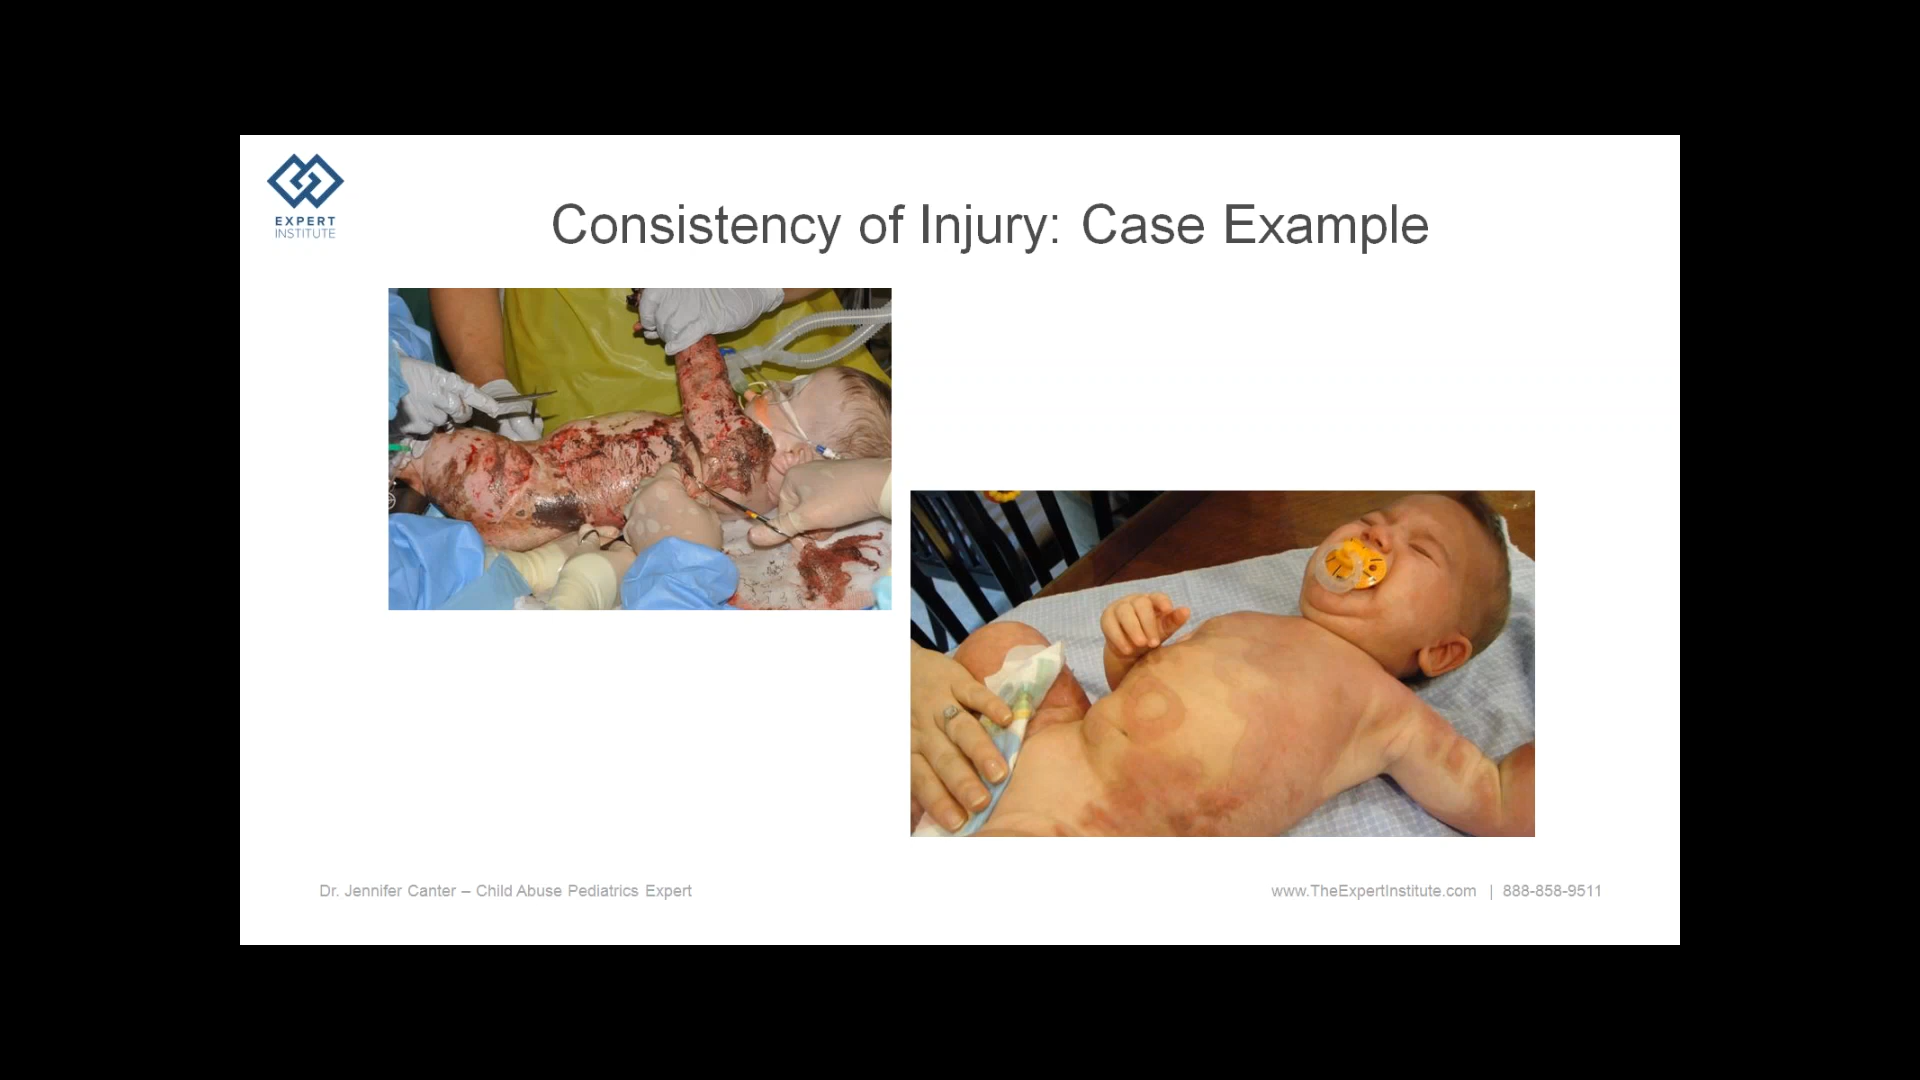 EXPERT
INSTITUTE
Consistency of Injury: Case Example
Dr. Jennifer Canter – Child Abuse Pediatrics Expert
www.TheExpertInstitute.com | 888-858-9511